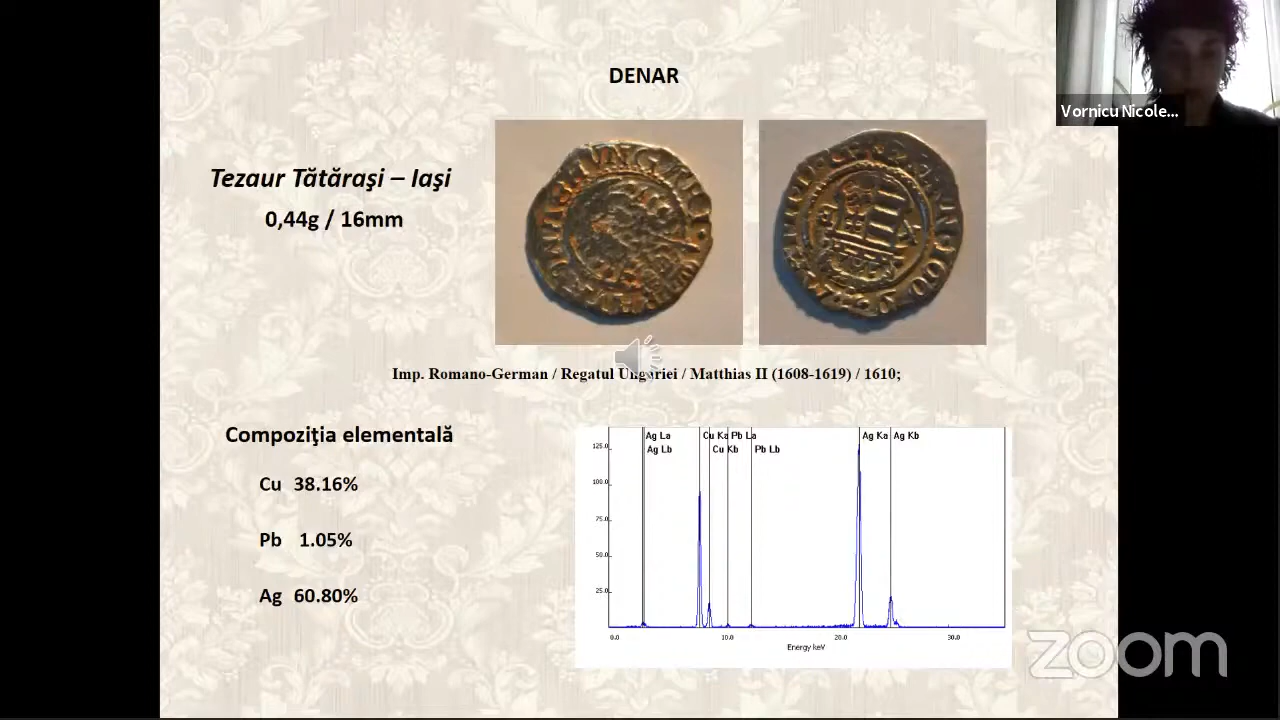 DENAR
Vornicu Nicole...
Tezaur Tătăraşi – Iaşi
0,44g / 16mm
Imp. Romano-German / Regatul Ungariei / Matthias II (1608-1619) / 1610;
Compoziţia elementală
Cu 38.16%
Pb 1.05%
Ag 60.80%
Ag La Cu Ka Pb La Ag Ka Ag Kb
Ag Lb Cu Kb Pb Lb
125.0
100.0
75.0
50.0
25.0
0.0 10.0 20.0 30.0
Energy keV
zoom